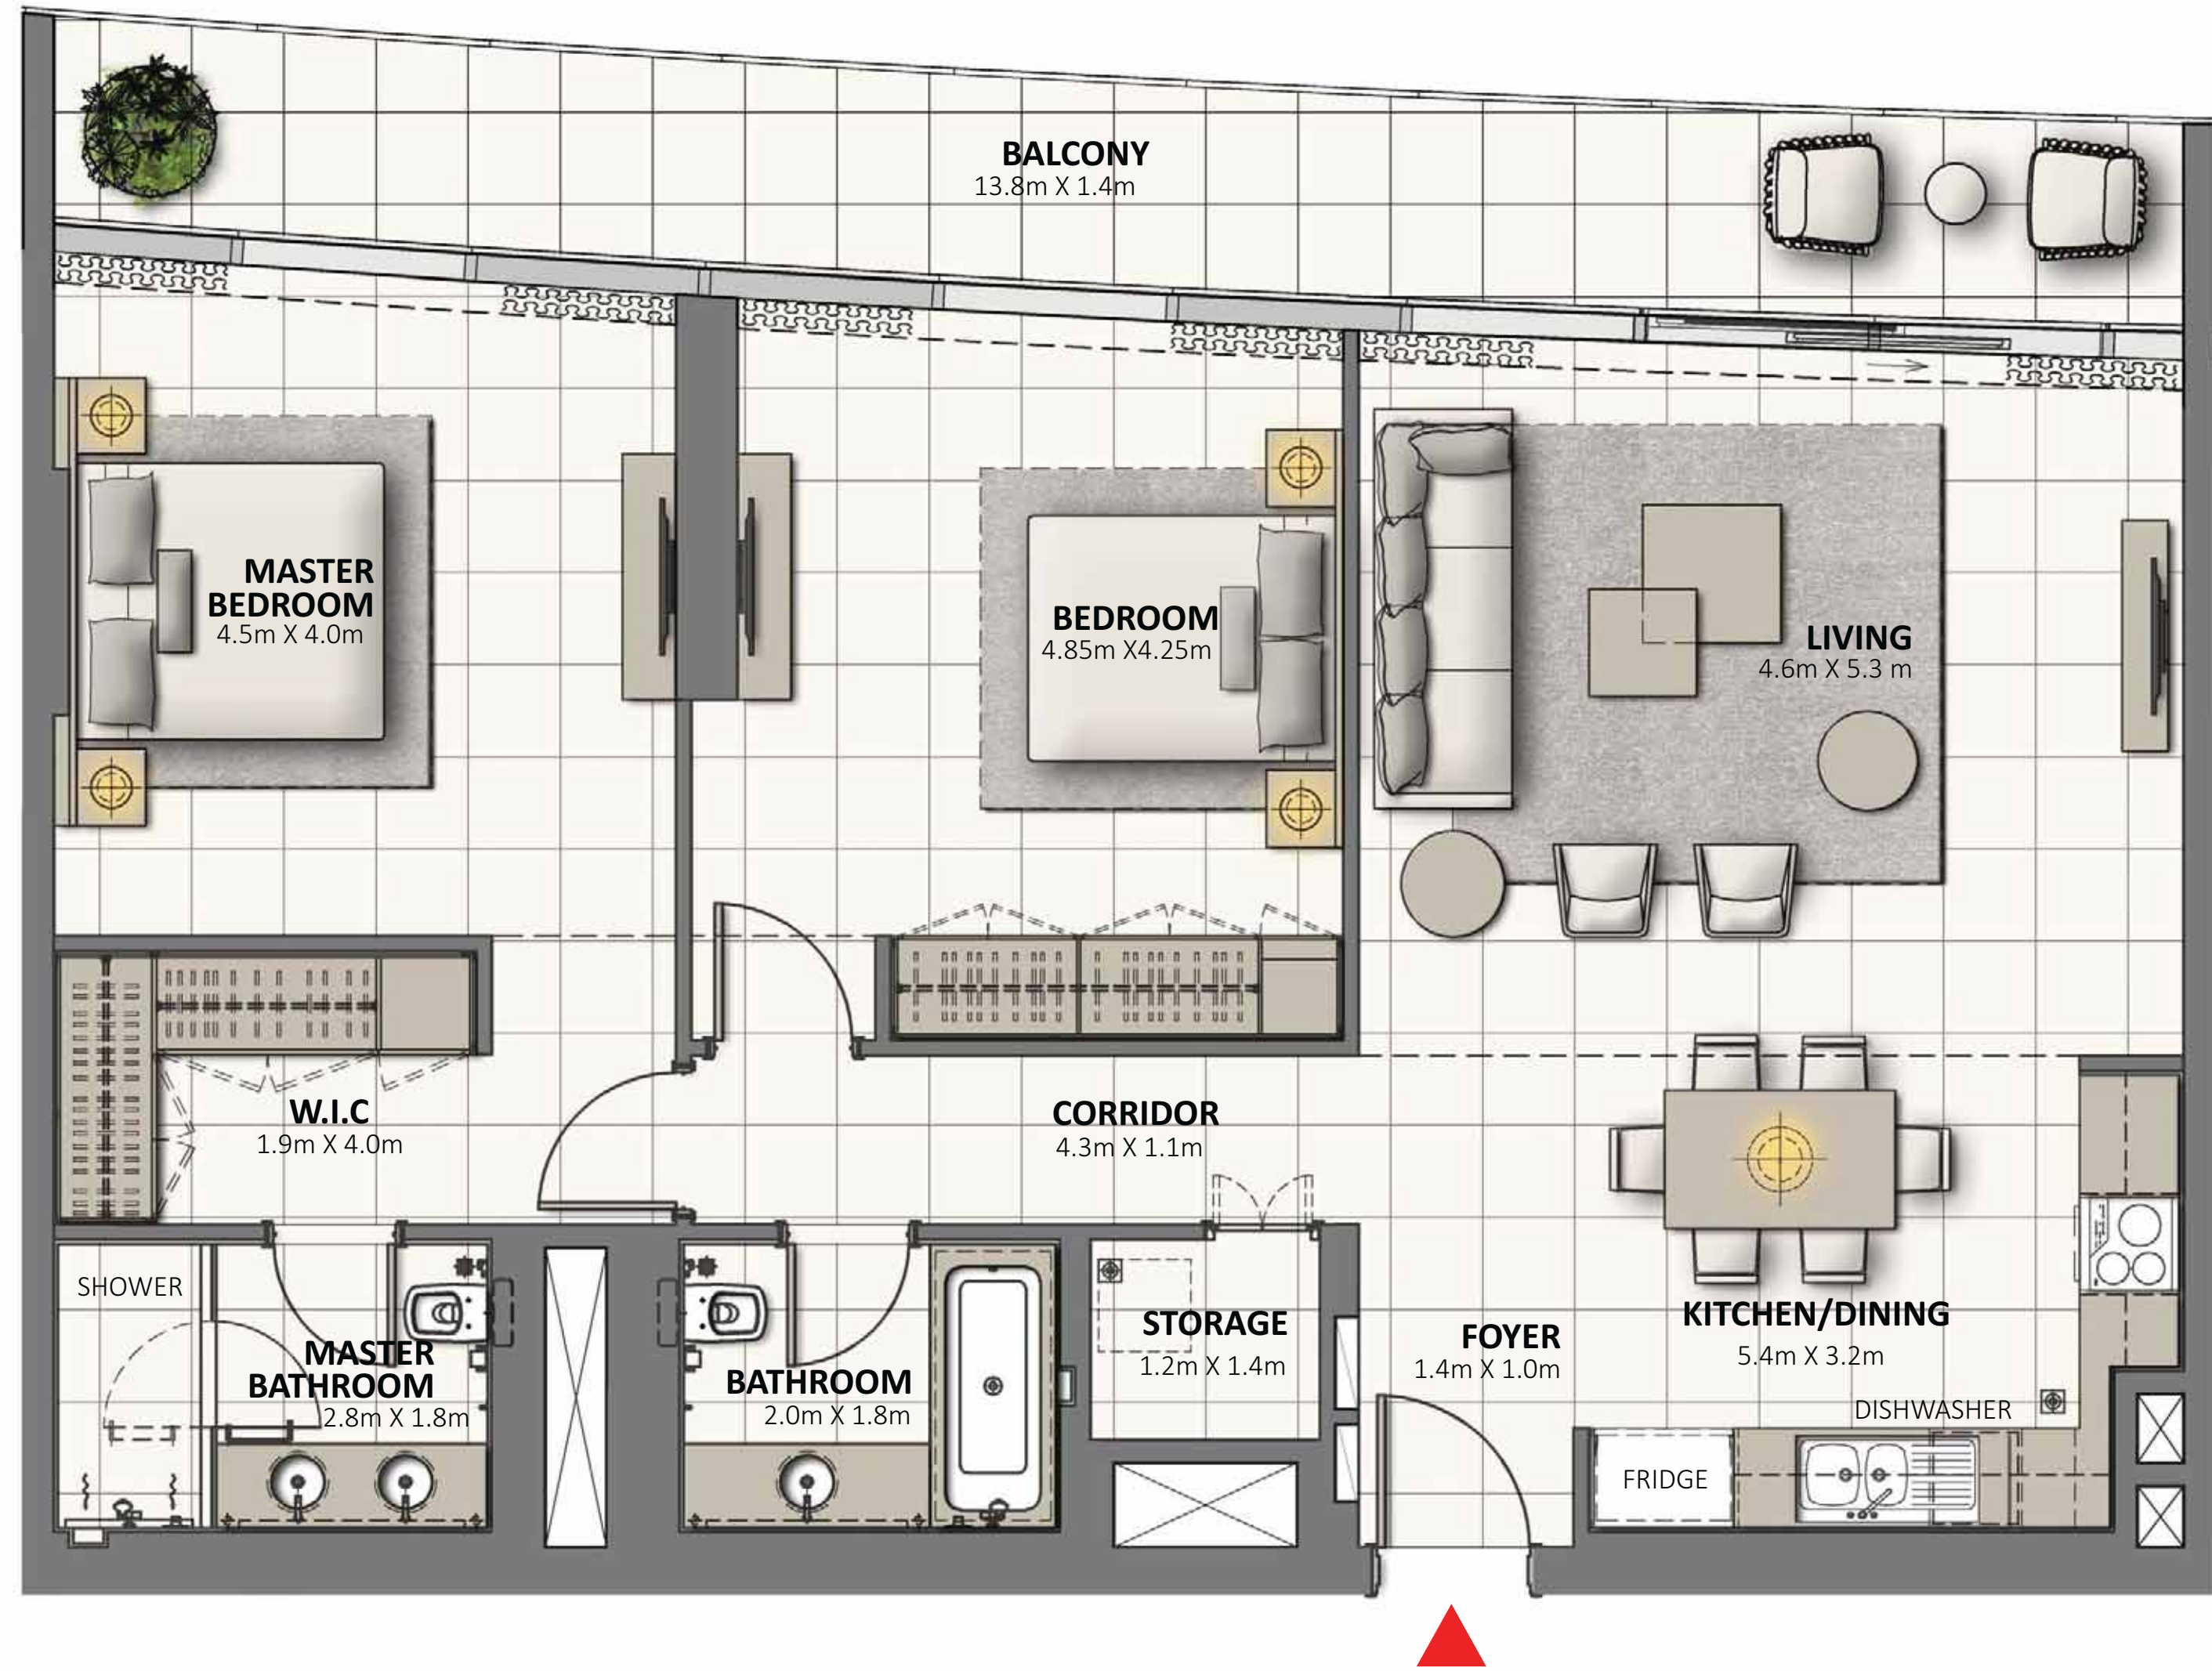 BALCONY
13.8m X 1.4m
MASTER
BEDROOM
4.5m X 4.0m
BEDROOM
4.85m X4.25m
LIVING
4.6m X 5.3 m
W.I.C
1.9m X 4.0m
CORRIDOR
4.3m X 1.1m
SHOWER
MASTER
BATHROOM
2.8m X 1.8m
BATHROOM
2.0m X 1.8m
STORAGE
1.2m X 1.4m
FOYER
1.4m X 1.0m
KITCHEN/DINING
5.4m X 3.2m
DISHWASHER
FRIDGE